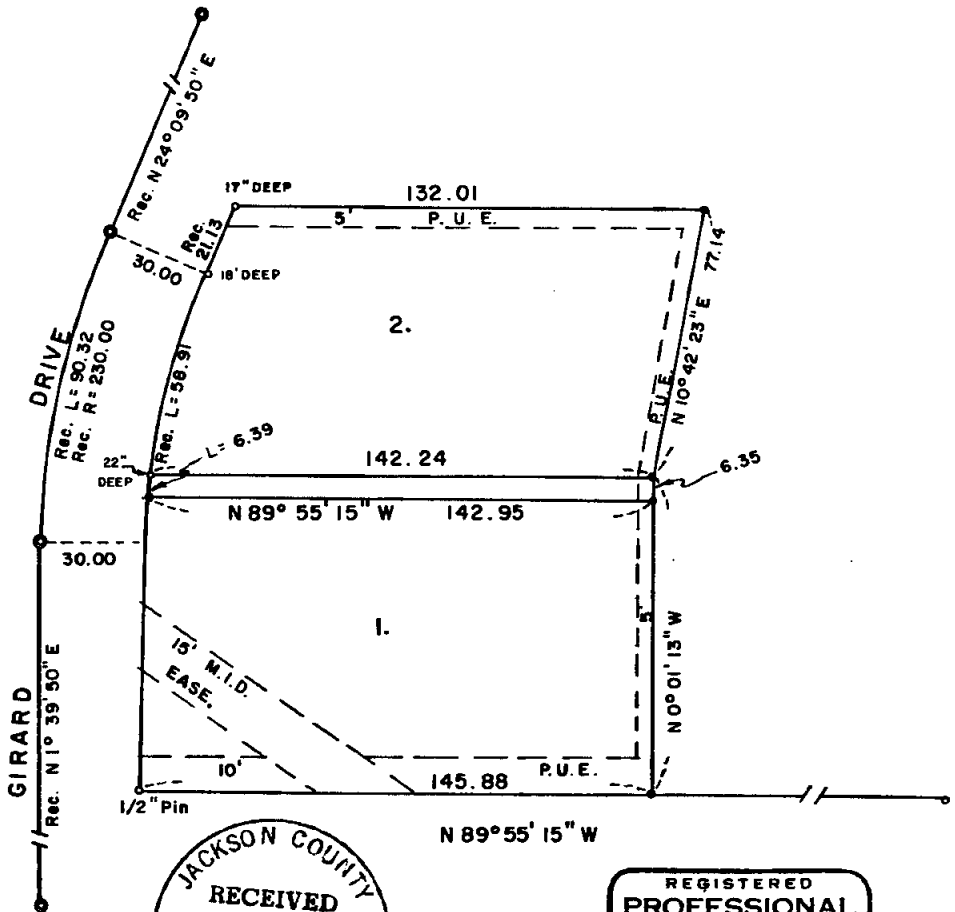 Rec. N 24° 09' 50" E
17" DEEP
132.01
5' P. U. E.
Rec. 21.13
30.00
18' DEEP
77.14
2.
DRIVE
Rec. L = 90.32
Rec. R = 230.00
Rec. L = 58.91
P.U.E.
N 10° 42' 23" E
L = 6.39
22" DEEP
142.24
6.35
N 89° 55' 15" W 142.95
30.00
1.
5'
15' M.I.D.
EASE.
N 0° 01' 13" W
GIRARD
Rec. N 1° 39' 50" E
10'
P.U.E.
145.88
1/2" Pin
N 89° 55' 15" W
JACKSON COUNTY
RECEIVED
REGISTERED
PROFESSIONAL